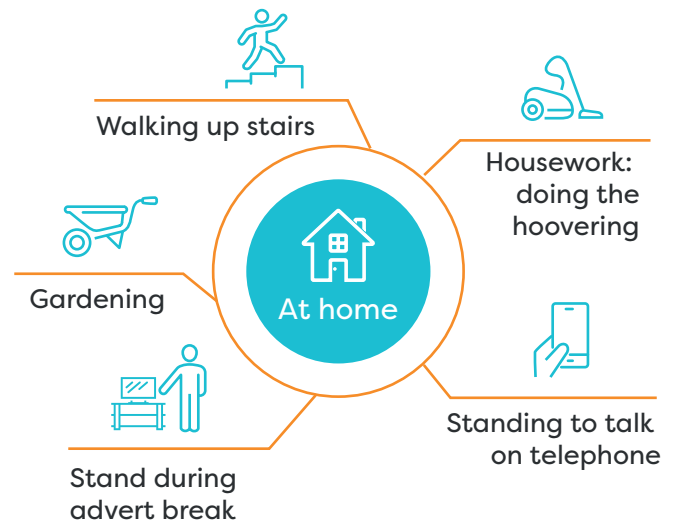 Walking up stairs
Housework:
doing the
hoovering
Gardening
At home
Standing to talk
on telephone
Stand during
advert break